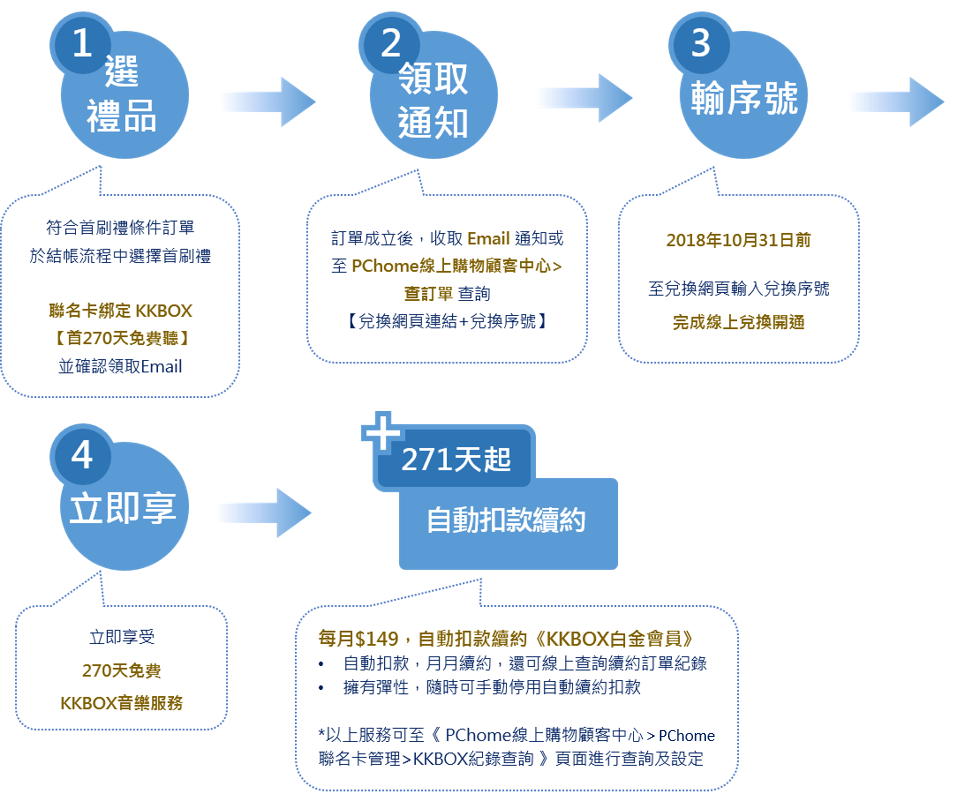 1
選
禮品
2
領取
通知
3
輸序號
符合首刷禮條件訂單
於結帳流程中選擇首刷禮
聯名卡綁定 KKBOX
【首270天免費聽】
並確認領取Email
訂單成立後，收取 Email 通知或
至 PChome線上購物顧客中心>
查訂單 查詢
【兌換網頁連結+兌換序號】
2018年10月31日前
至兌換網頁輸入兌換序號
完成線上兌換開通
4
立即享
271天起
自動扣款續約
立即享受
270天免費
KKBOX音樂服務
每月$149，自動扣款續約《KKBOX白金會員》
• 自動扣款，月月續約，還可線上查詢續約訂單紀錄
• 擁有彈性，隨時可手動停用自動續約扣款
*以上服務可至《 PChome線上購物顧客中心＞PChome
聯名卡管理>KKBOX紀錄查詢 》頁面進行查詢及設定